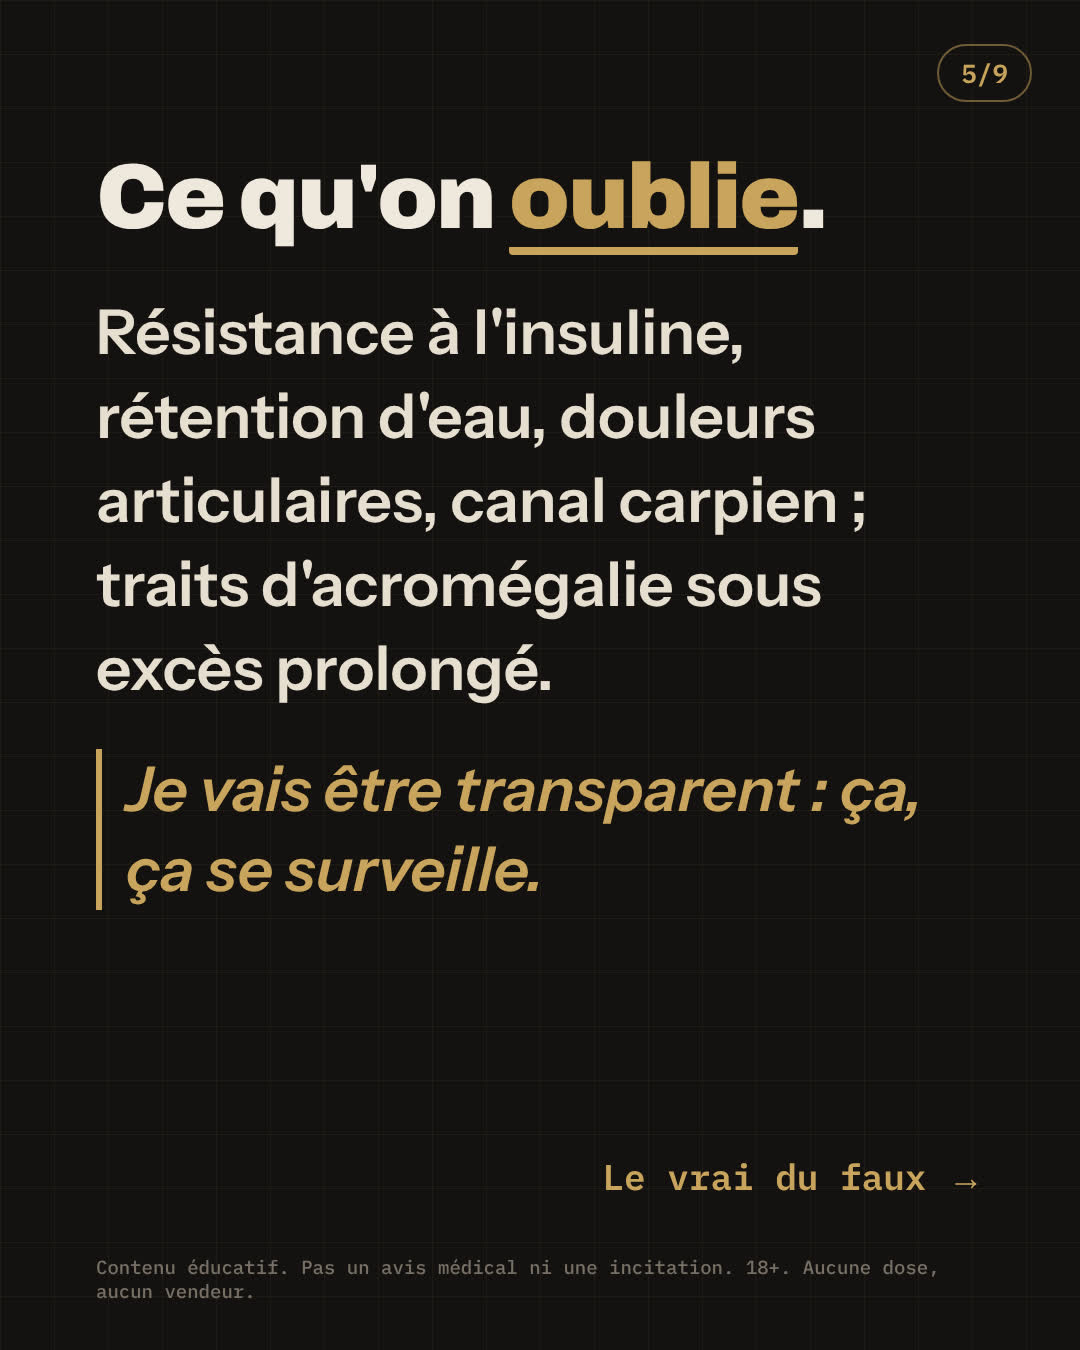 5/9
Ce qu'on oublie.
Résistance à l'insuline,
rétention d'eau, douleurs
articulaires, canal carpien ;
traits d'acromégalie sous
excès prolongé.
Je vais être transparent : ça,
ça se surveille.
Le vrai du faux →
Contenu éducatif. Pas un avis médical ni une incitation. 18+. Aucune dose,
aucun vendeur.